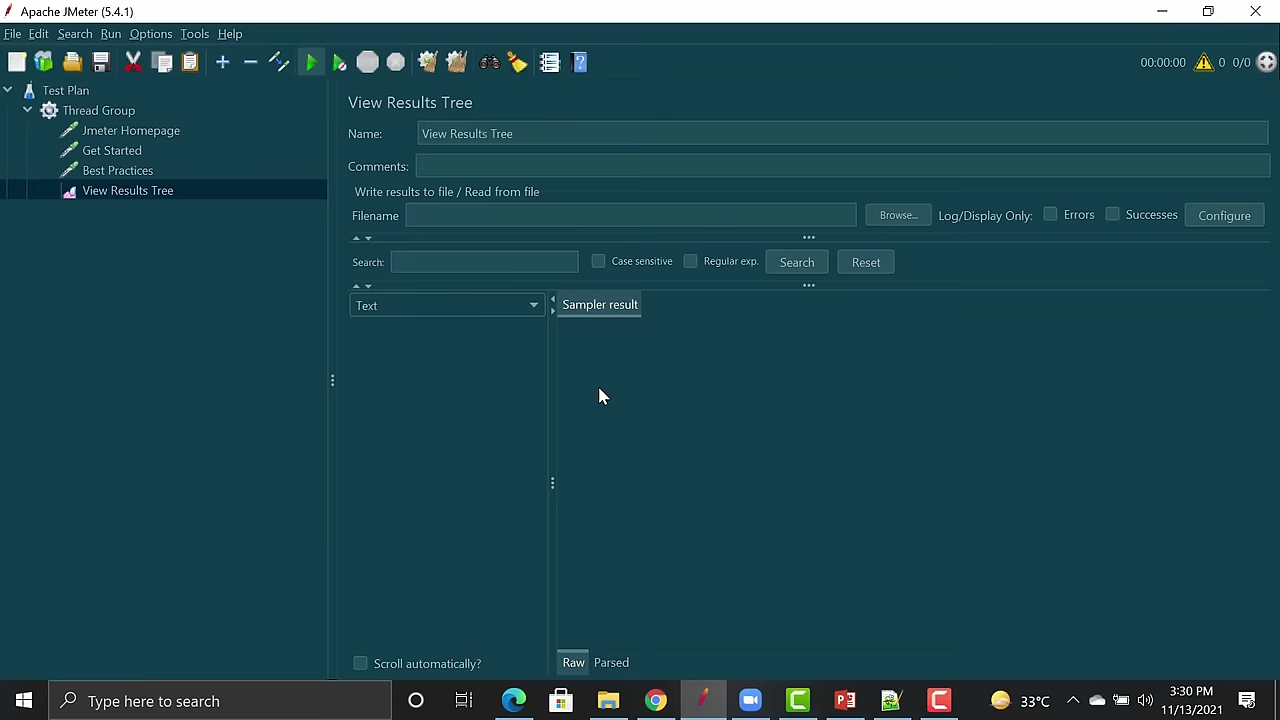 Apache JMeter (5.4.1)
File Edit Search Run Options Tools Help
00:00:00 0 0/0
Test Plan
Thread Group
Jmeter Homepage
Get Started
Best Practices
View Results Tree
View Results Tree
Name: View Results Tree
Comments:
Write results to file / Read from file
Filename Browse... Log/Display Only: Errors Successes Configure
Search: Case sensitive Regular exp. Search Reset
Text Sampler result
Scroll automatically? Raw Parsed
Type here to search
33°C
3:30 PM
11/13/2021